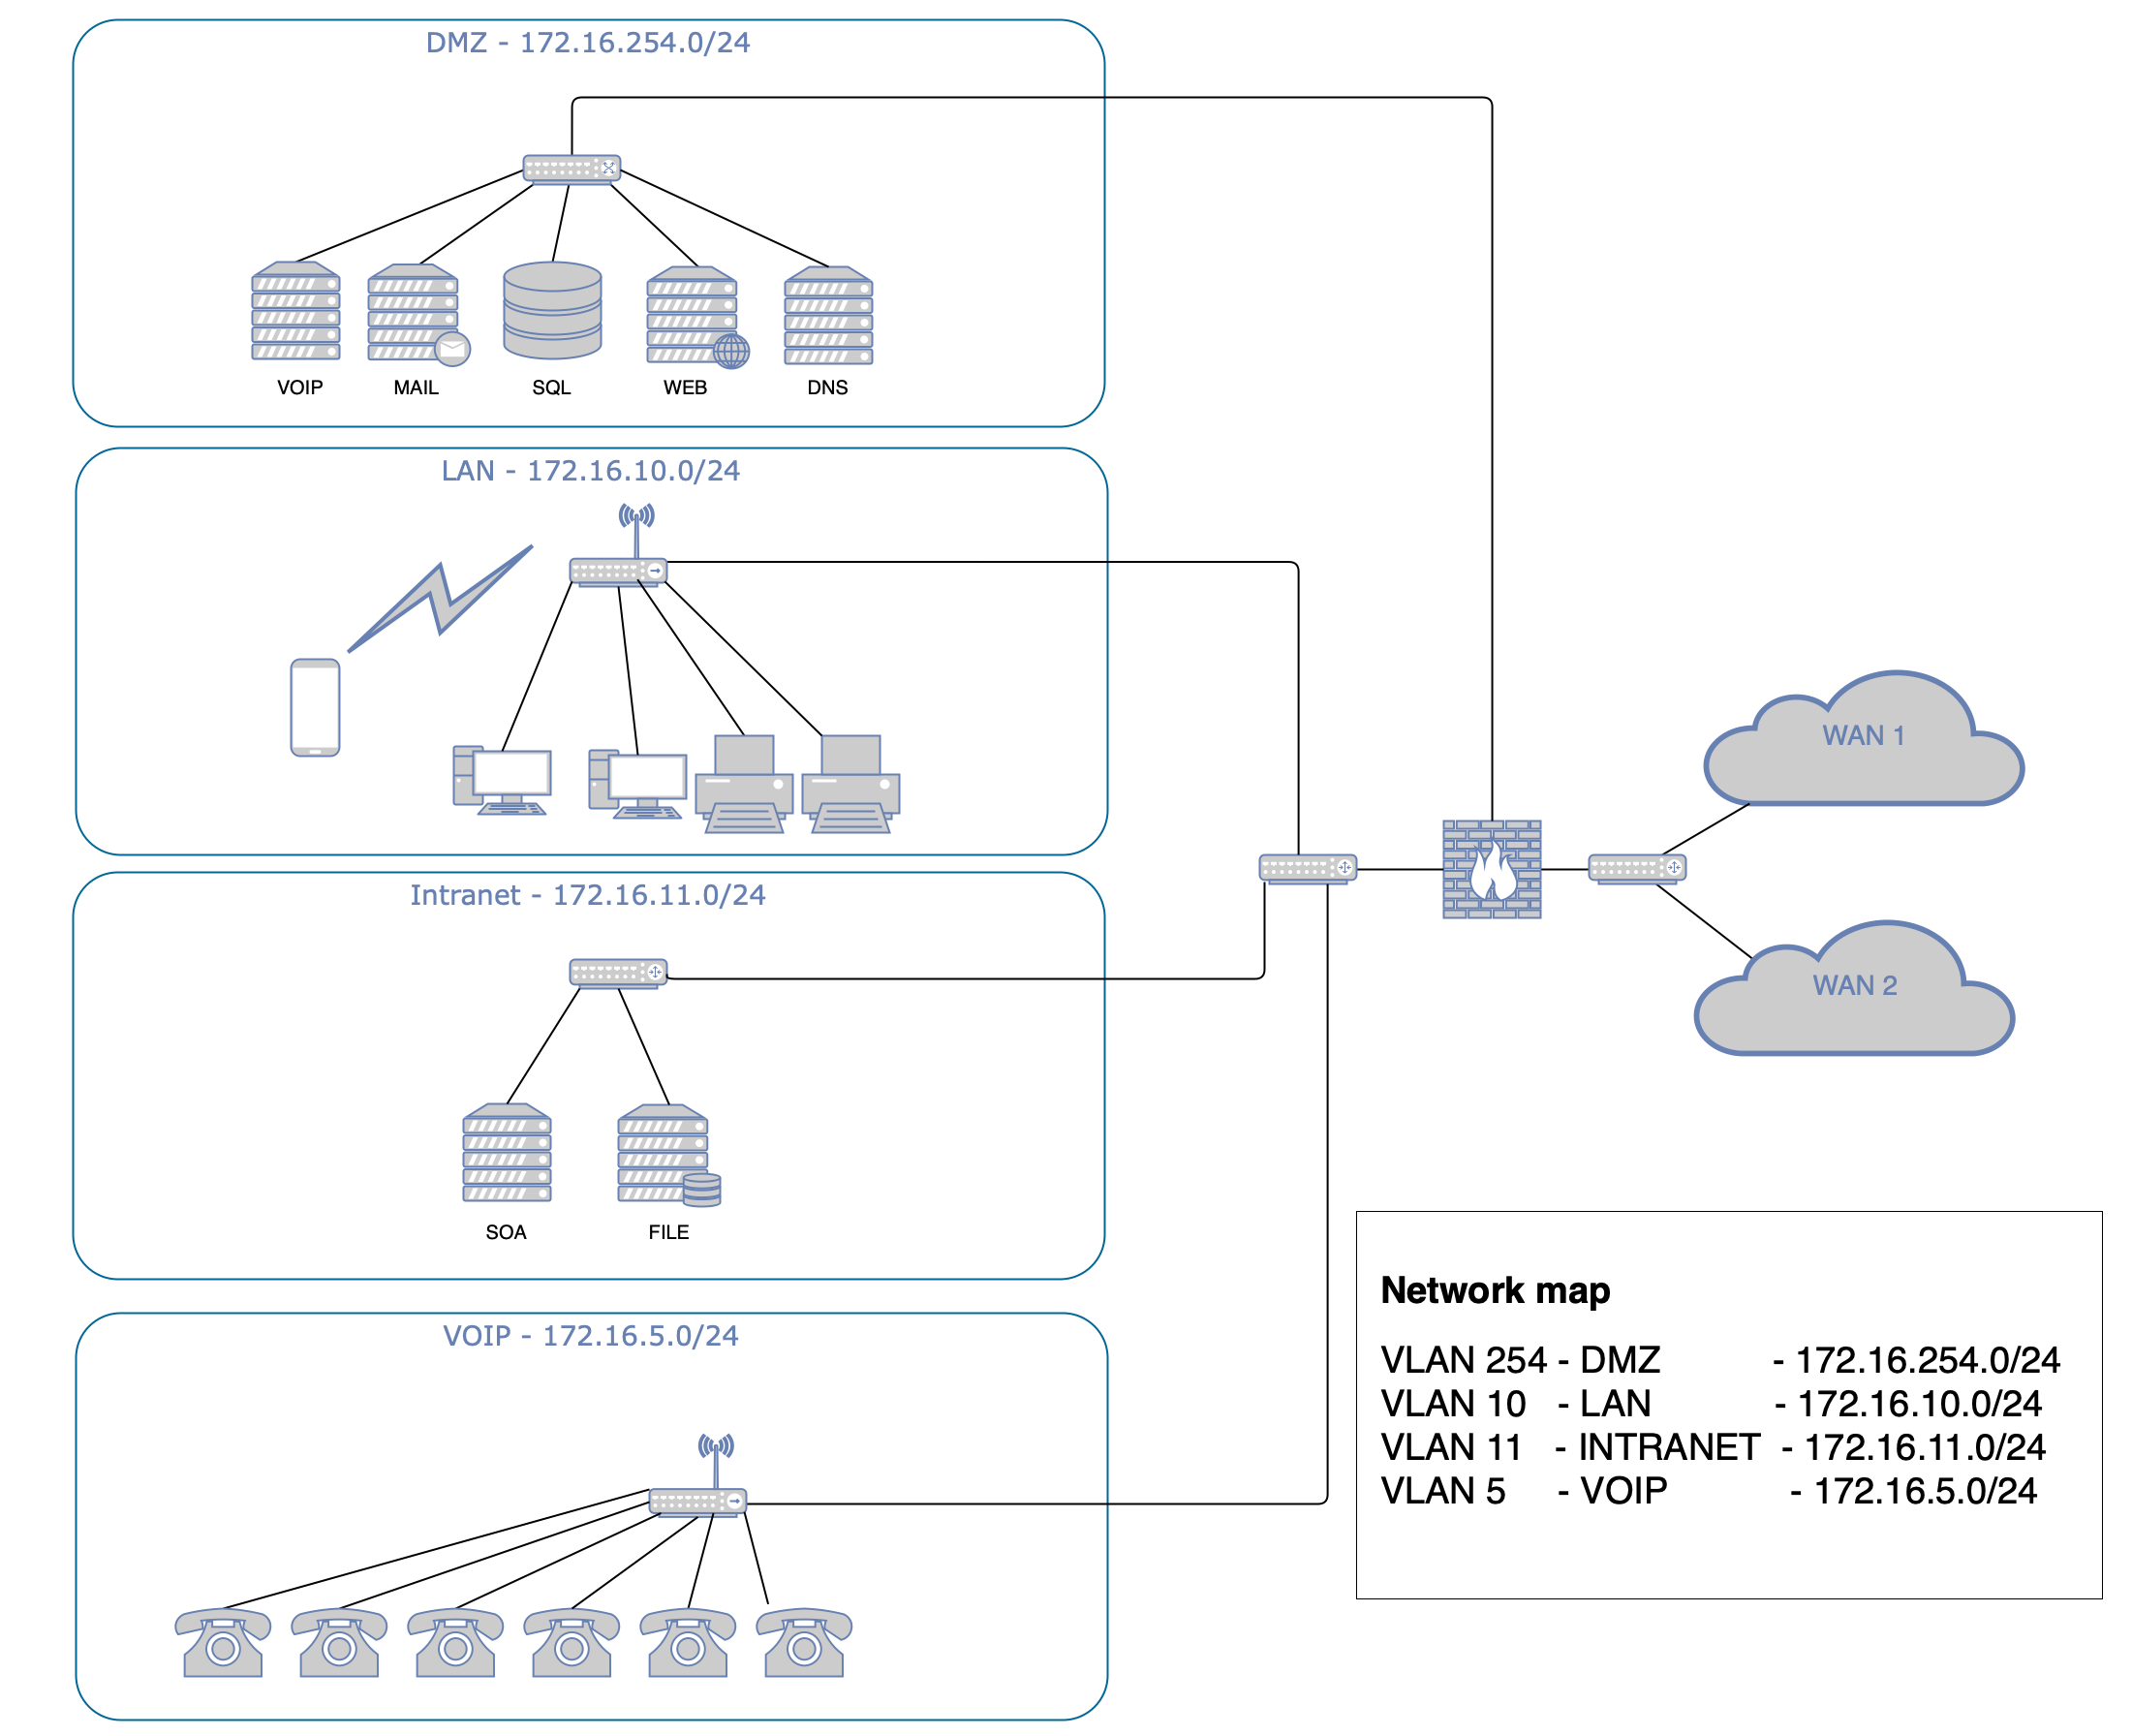 DMZ - 172.16.254.0/24
VOIP
MAIL
SQL
WEB
DNS
LAN - 172.16.10.0/24
WAN 1
Intranet - 172.16.11.0/24
WAN 2
SOA
FILE
VOIP - 172.16.5.0/24
Network map
VLAN 254 - DMZ - 172.16.254.0/24
VLAN 10 - LAN - 172.16.10.0/24
VLAN 11 - INTRANET - 172.16.11.0/24
VLAN 5 - VOIP - 172.16.5.0/24